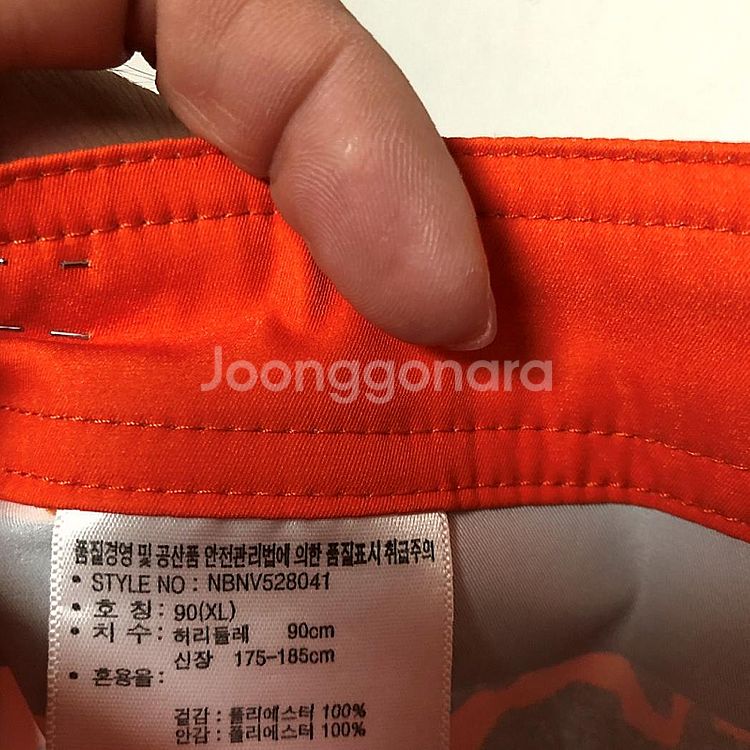 Joonggonara
품질경영 및 공산품 안전관리법에 의한 품질표시 취급주의
• STYLE NO : NBNV528041
• 호 칭 : 90(XL)
• 치 수 : 허리둘레 90cm
신장 175-185cm
• 혼용율 :
겉감 : 폴리에스터 100%
안감 : 폴리에스터 100%